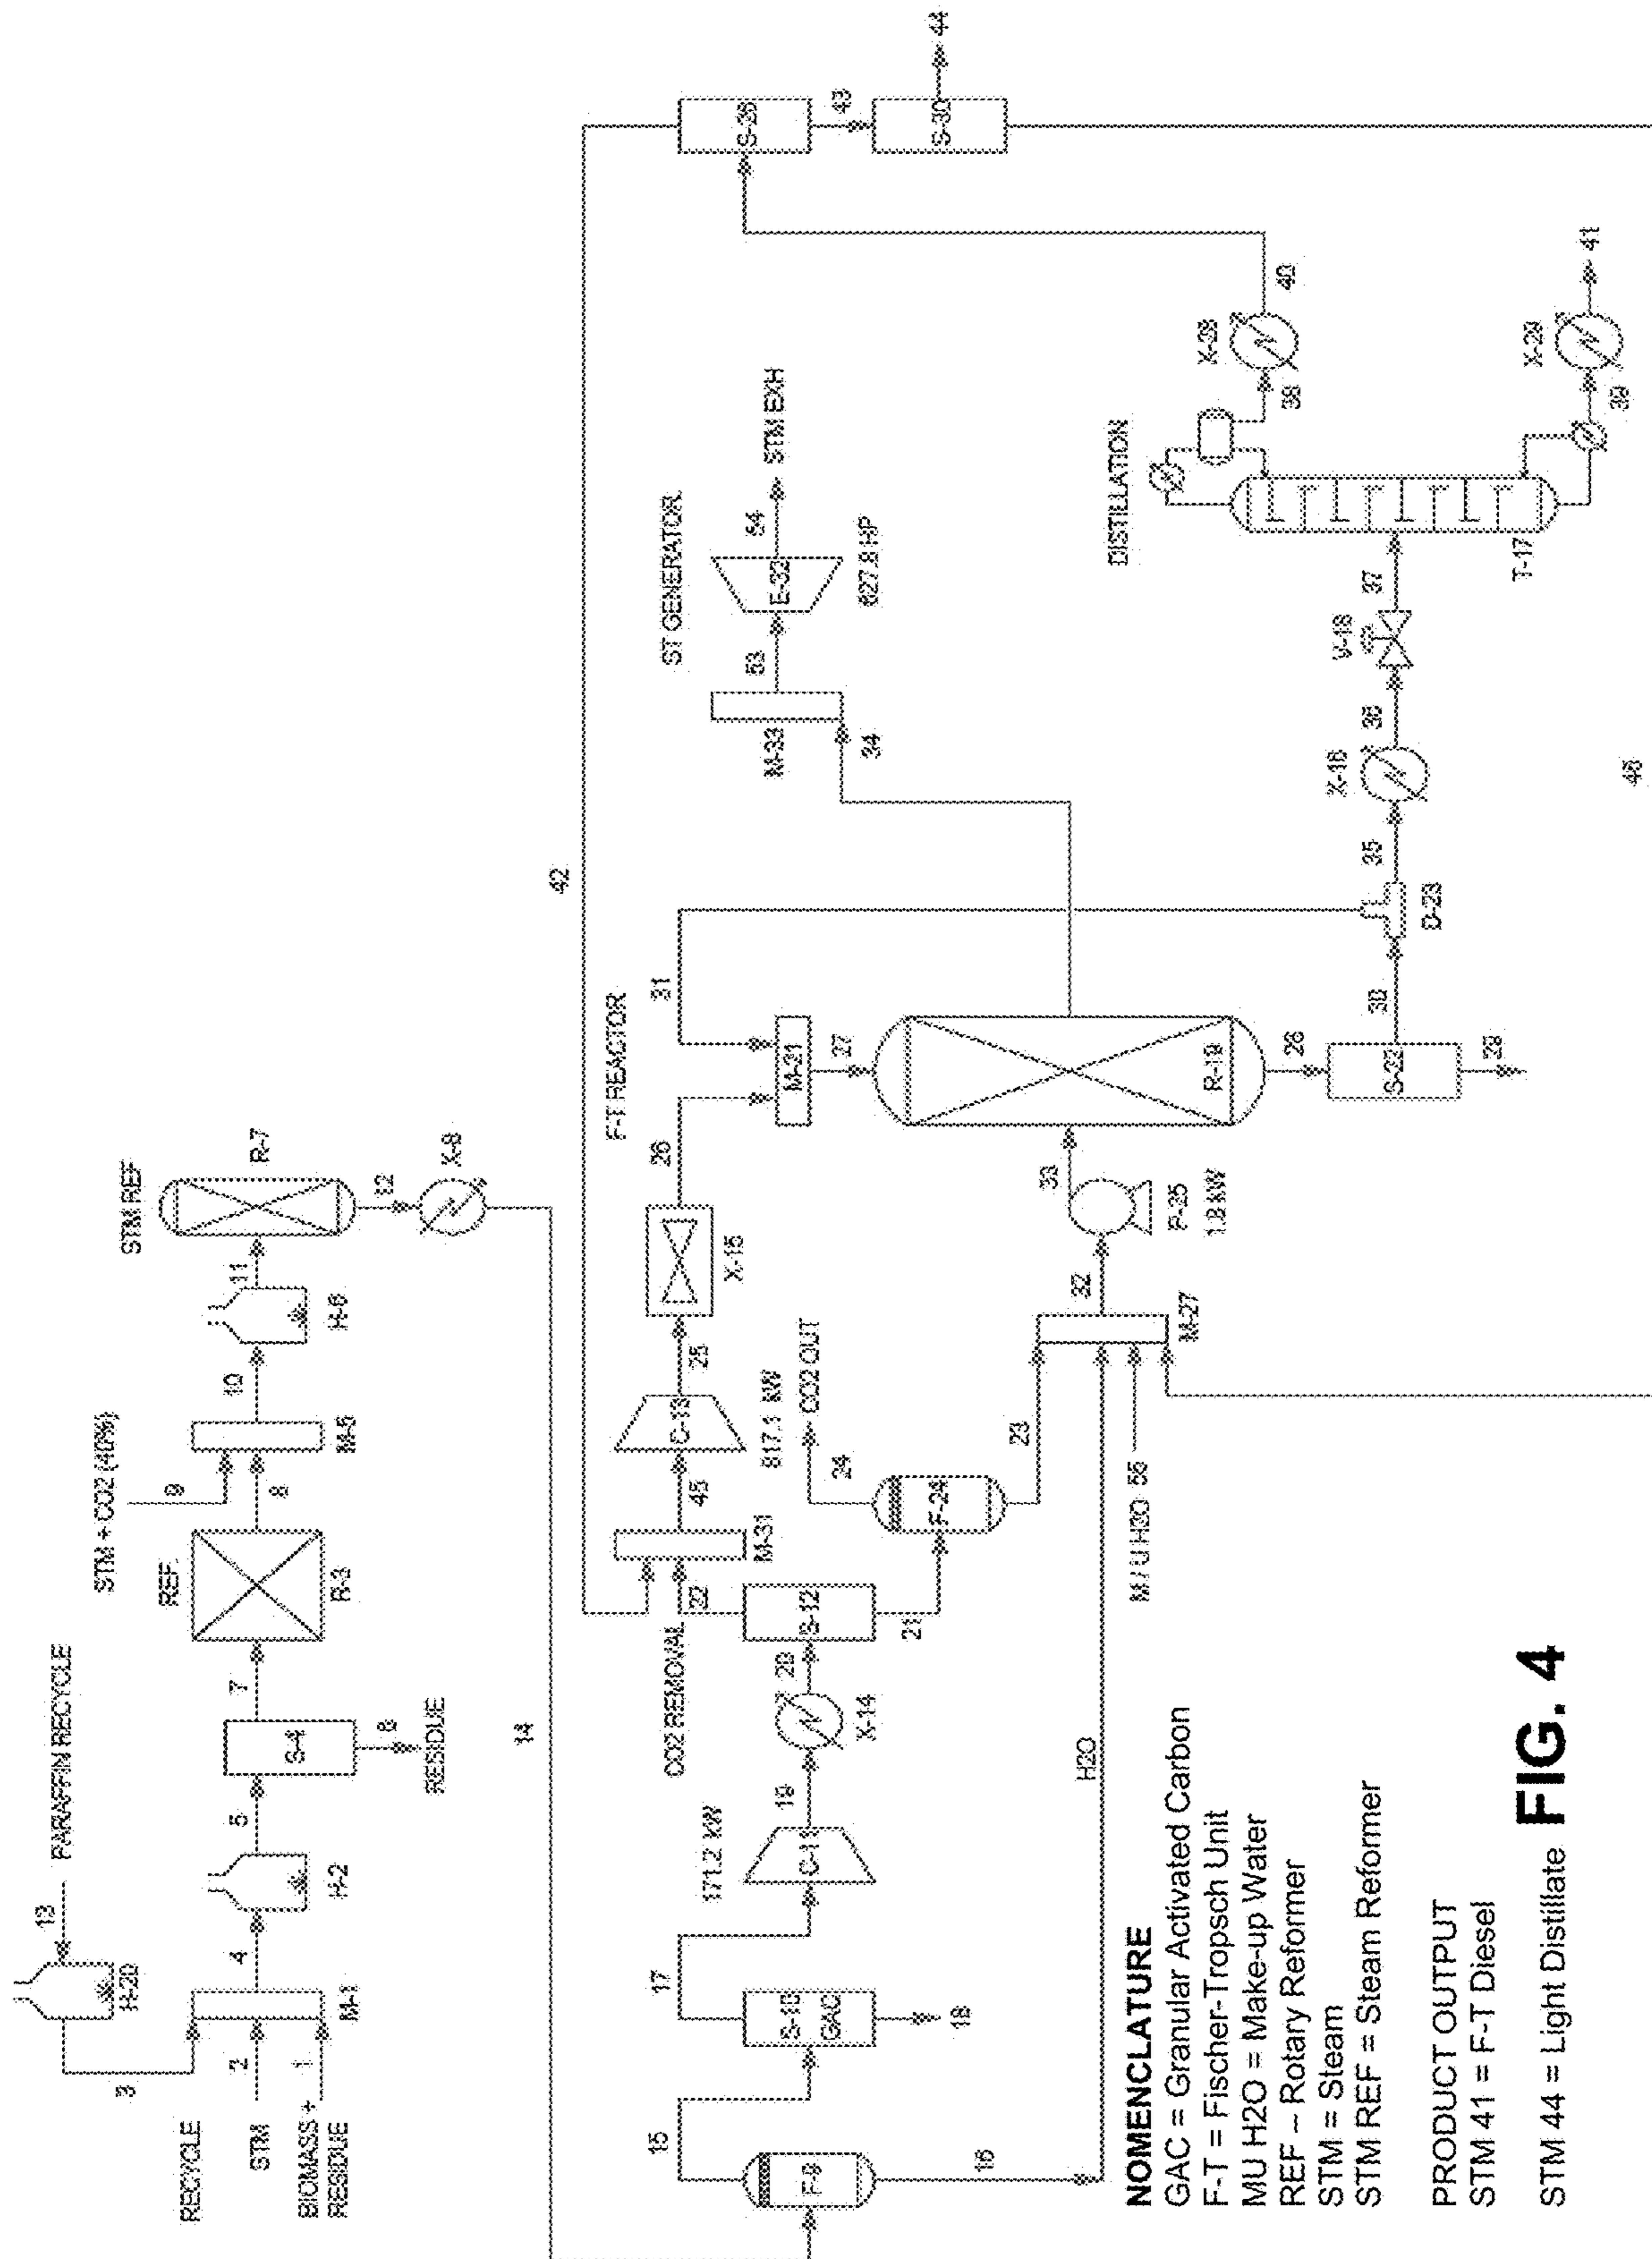 PARAFFIN RECYCLE
13
H-20
3
RECYCLE
STM
2
BIOMASS +
RESIDUE
1
M-1
4
H-2
5
S-4
6
RESIDUE
7
REF
R-3
8
STM + CO2 (40%)
9
M-5
10
H-6
11
STM REF
R-7
12
X-8
14
F-9
15
16
H2O
S-10
GAC
17
18
171.2 kW
C-11
19
X-14
20
CO2 REMOVAL
S-12
21
22
M-31
45
817.1 kW
C-13
25
X-15
26
F-T REACTOR
M-21
27
31
42
F-24
23
24
CO2 OUT
M / U H2O 55
M-27
32
P-25
1.8 kW
33
R-19
28
S-22
29
30
D-23
35
X-16
36
V-18
37
T-17
DISTILLATION
38
39
40
41
X-29
34
M-33
ST GENERATOR
53
E-32
627.8 HP
54
STM EXH
43
S-30
44
46
NOMENCLATURE
GAC = Granular Activated Carbon
F-T = Fischer-Tropsch Unit
MU H2O = Make-up Water
REF – Rotary Reformer
STM = Steam
STM REF = Steam Reformer
PRODUCT OUTPUT
STM 41 = F-T Diesel
STM 44 = Light Distillate
FIG. 4